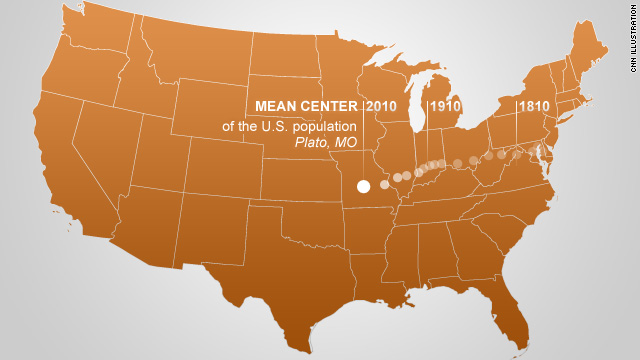 CNN ILLUSTRATION
MEAN CENTER 2010 1910 1810
of the U.S. population
Plato, MO